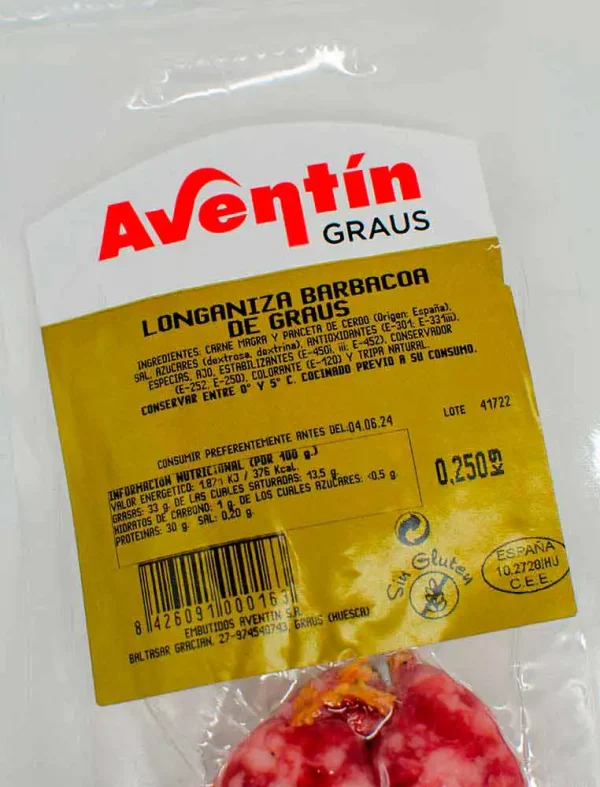 Aventín
GRAUS
LONGANIZA BARBACOA
DE GRAUS
INGREDIENTES: CARNE MAGRA Y PANCETA DE CERDO (Origen: España),
SAL, AZUCARES (dextrosa, dextrina), ANTIOXIDANTES (E-301, E-331iii),
ESPECIAS, AJO, ESTABILIZANTES (E-450i, iii; E-452), CONSERVADOR
(E-252, E-250), COLORANTE (E-120) Y TRIPA NATURAL.
CONSERVAR ENTRE 0° Y 5° C. COCINADO PREVIO A SU CONSUMO.
LOTE 41722
CONSUMIR PREFERENTEMENTE ANTES DEL:04.06.24
INFORMACION NUTRICIONAL (POR 100 g.)
VALOR ENERGETICO: KJ / 376 Kcal.
GRASAS: 33 g. DE LAS CUALES SATURADAS: 13,5 g.
HIDRATOS DE CARBONO: 1 g. DE LOS CUALES AZUCARES: <0,5 g.
PROTEINAS: 30 g. SAL: 0,20 g.
0,250 KG
Sin Gluten
ESPAÑA
10.2728/HU
C.E.E
8 426091 000163
EMBUTIDOS AVENTIN S.A.
BALTASAR GRACIAN, 27-974540743, GRAUS (HUESCA)